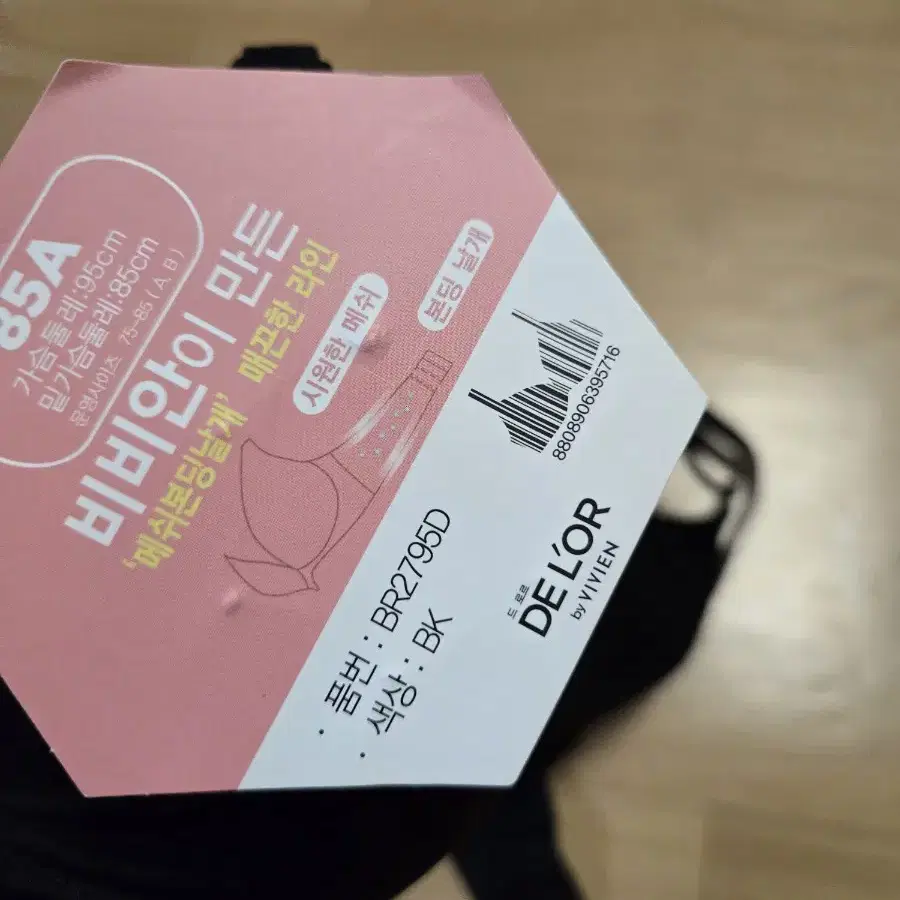 85A
가슴둘레:95cm
밑가슴둘레:85cm
운영사이즈 75~85 ( A, B )
비비안이 만든
'메쉬본딩날개' 매끈한 라인
시원한 메쉬
본딩 날개
8808906395716
· 품번 : BR2795D
· 색상 : BK
드 로르
DE L'OR
by VIVIEN